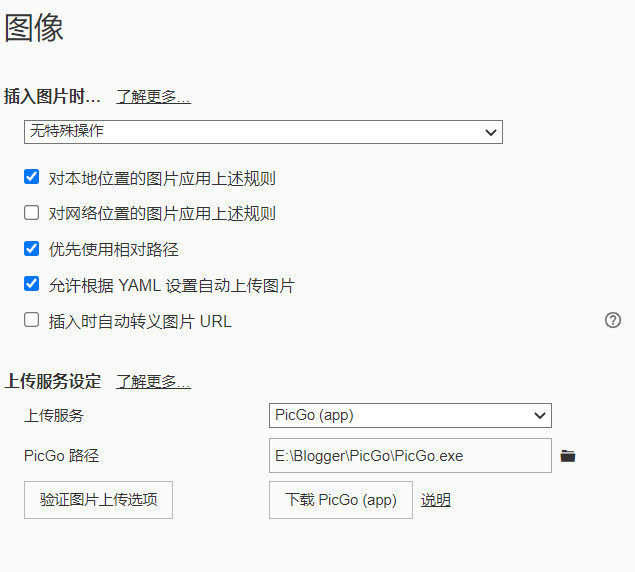 图像
插入图片时... 了解更多...
无特殊操作
对本地位置的图片应用上述规则
对网络位置的图片应用上述规则
优先使用相对路径
允许根据 YAML 设置自动上传图片
插入时自动转义图片 URL
上传服务设定 了解更多...
上传服务 PicGo (app)
PicGo 路径 E:\Blogger\PicGo\PicGo.exe
验证图片上传选项 下载 PicGo (app) 说明